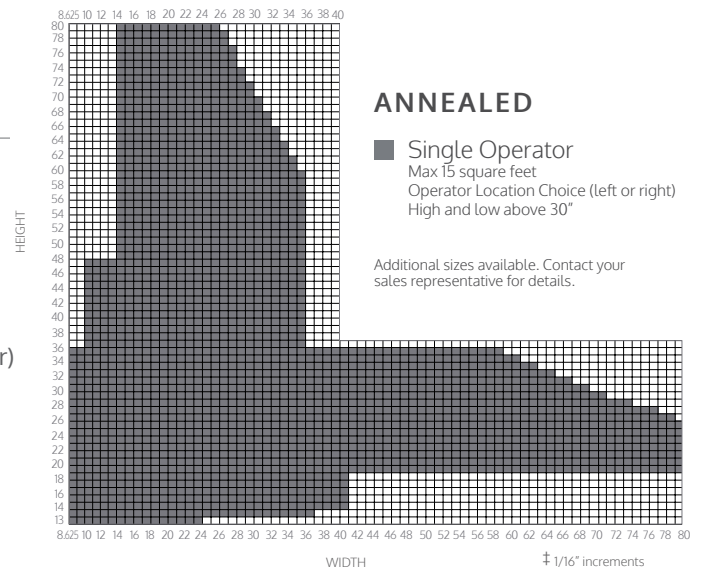 8.625 10 12 14 16 18 20 22 24 26 28 30 32 34 36 38 40
80
78
76
74
72
70
68
66
64
62
60
58
56
54
52
50
48
46
44
42
40
38
36
34
32
30
28
26
24
22
20
18
16
14
13
HEIGHT
r)
ANNEALED
Single Operator
Max 15 square feet
Operator Location Choice (left or right)
High and low above 30”
Additional sizes available. Contact your
sales representative for details.
8.625 10 12 14 16 18 20 22 24 26 28 30 32 34 36 38 40 42 44 46 48 50 52 54 56 58 60 62 64 66 68 70 72 74 76 78 80
WIDTH
‡ 1/16” increments